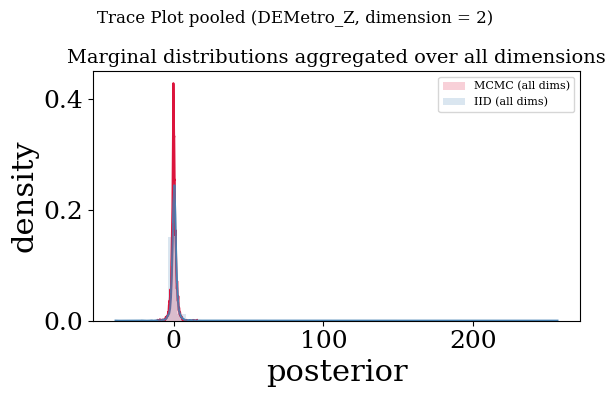 Trace Plot pooled (DEMetro_Z, dimension = 2)
Marginal distributions aggregated over all dimensions
MCMC (all dims)
IID (all dims)
density
0.4
0.2
0.0
0 100 200
posterior